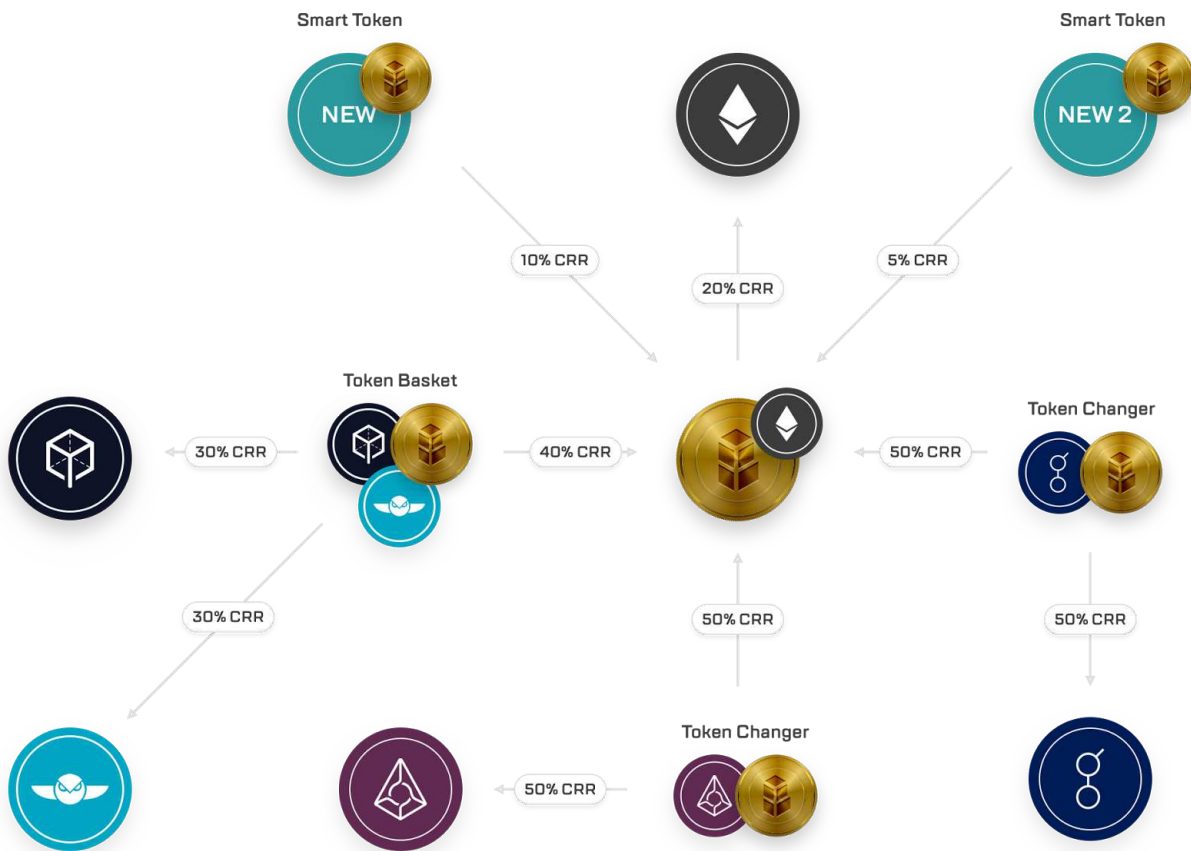 Smart Token
Smart Token
NEW
NEW 2
10% CRR
5% CRR
20% CRR
Token Basket
Token Changer
30% CRR
40% CRR
50% CRR
30% CRR
50% CRR
50% CRR
Token Changer
50% CRR